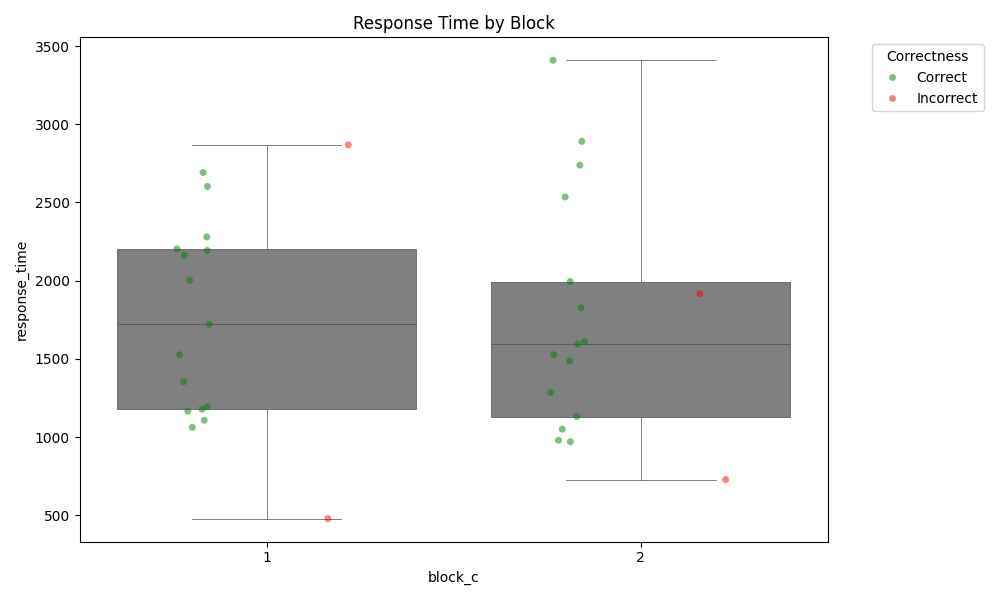 Response Time by Block
Correctness
Correct
Incorrect
response_time
3500
3000
2500
2000
1500
1000
500
1
2
block_c